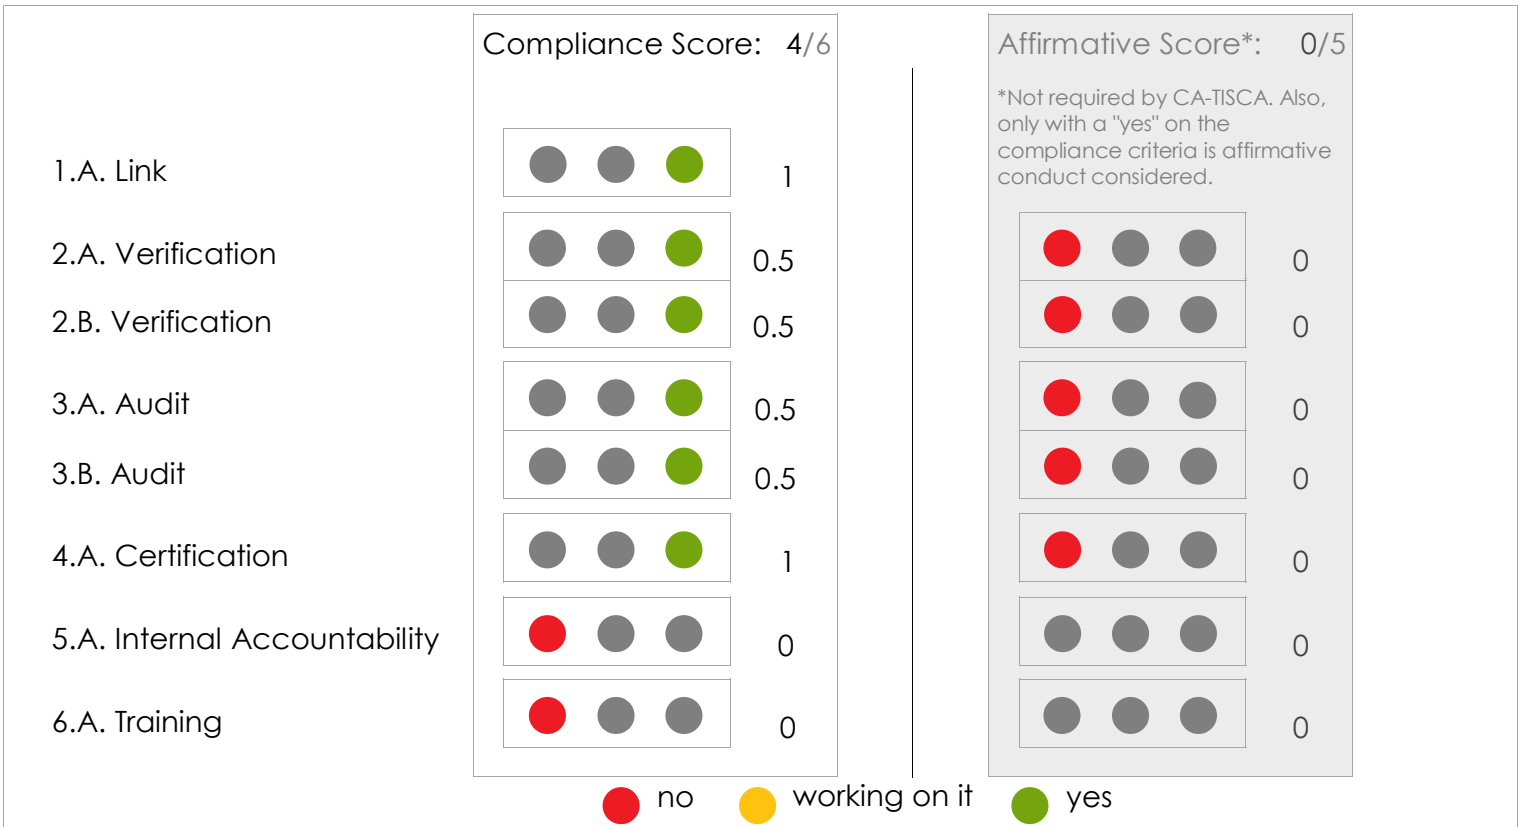 Compliance Score: 4/6
Affirmative Score*: 0/5
*Not required by CA-TISCA. Also,
only with a "yes" on the
compliance criteria is affirmative
conduct considered.
1.A. Link 1
2.A. Verification 0.5 0
2.B. Verification 0.5 0
3.A. Audit 0.5 0
3.B. Audit 0.5 0
4.A. Certification 1 0
5.A. Internal Accountability 0 0
6.A. Training 0 0
no working on it yes